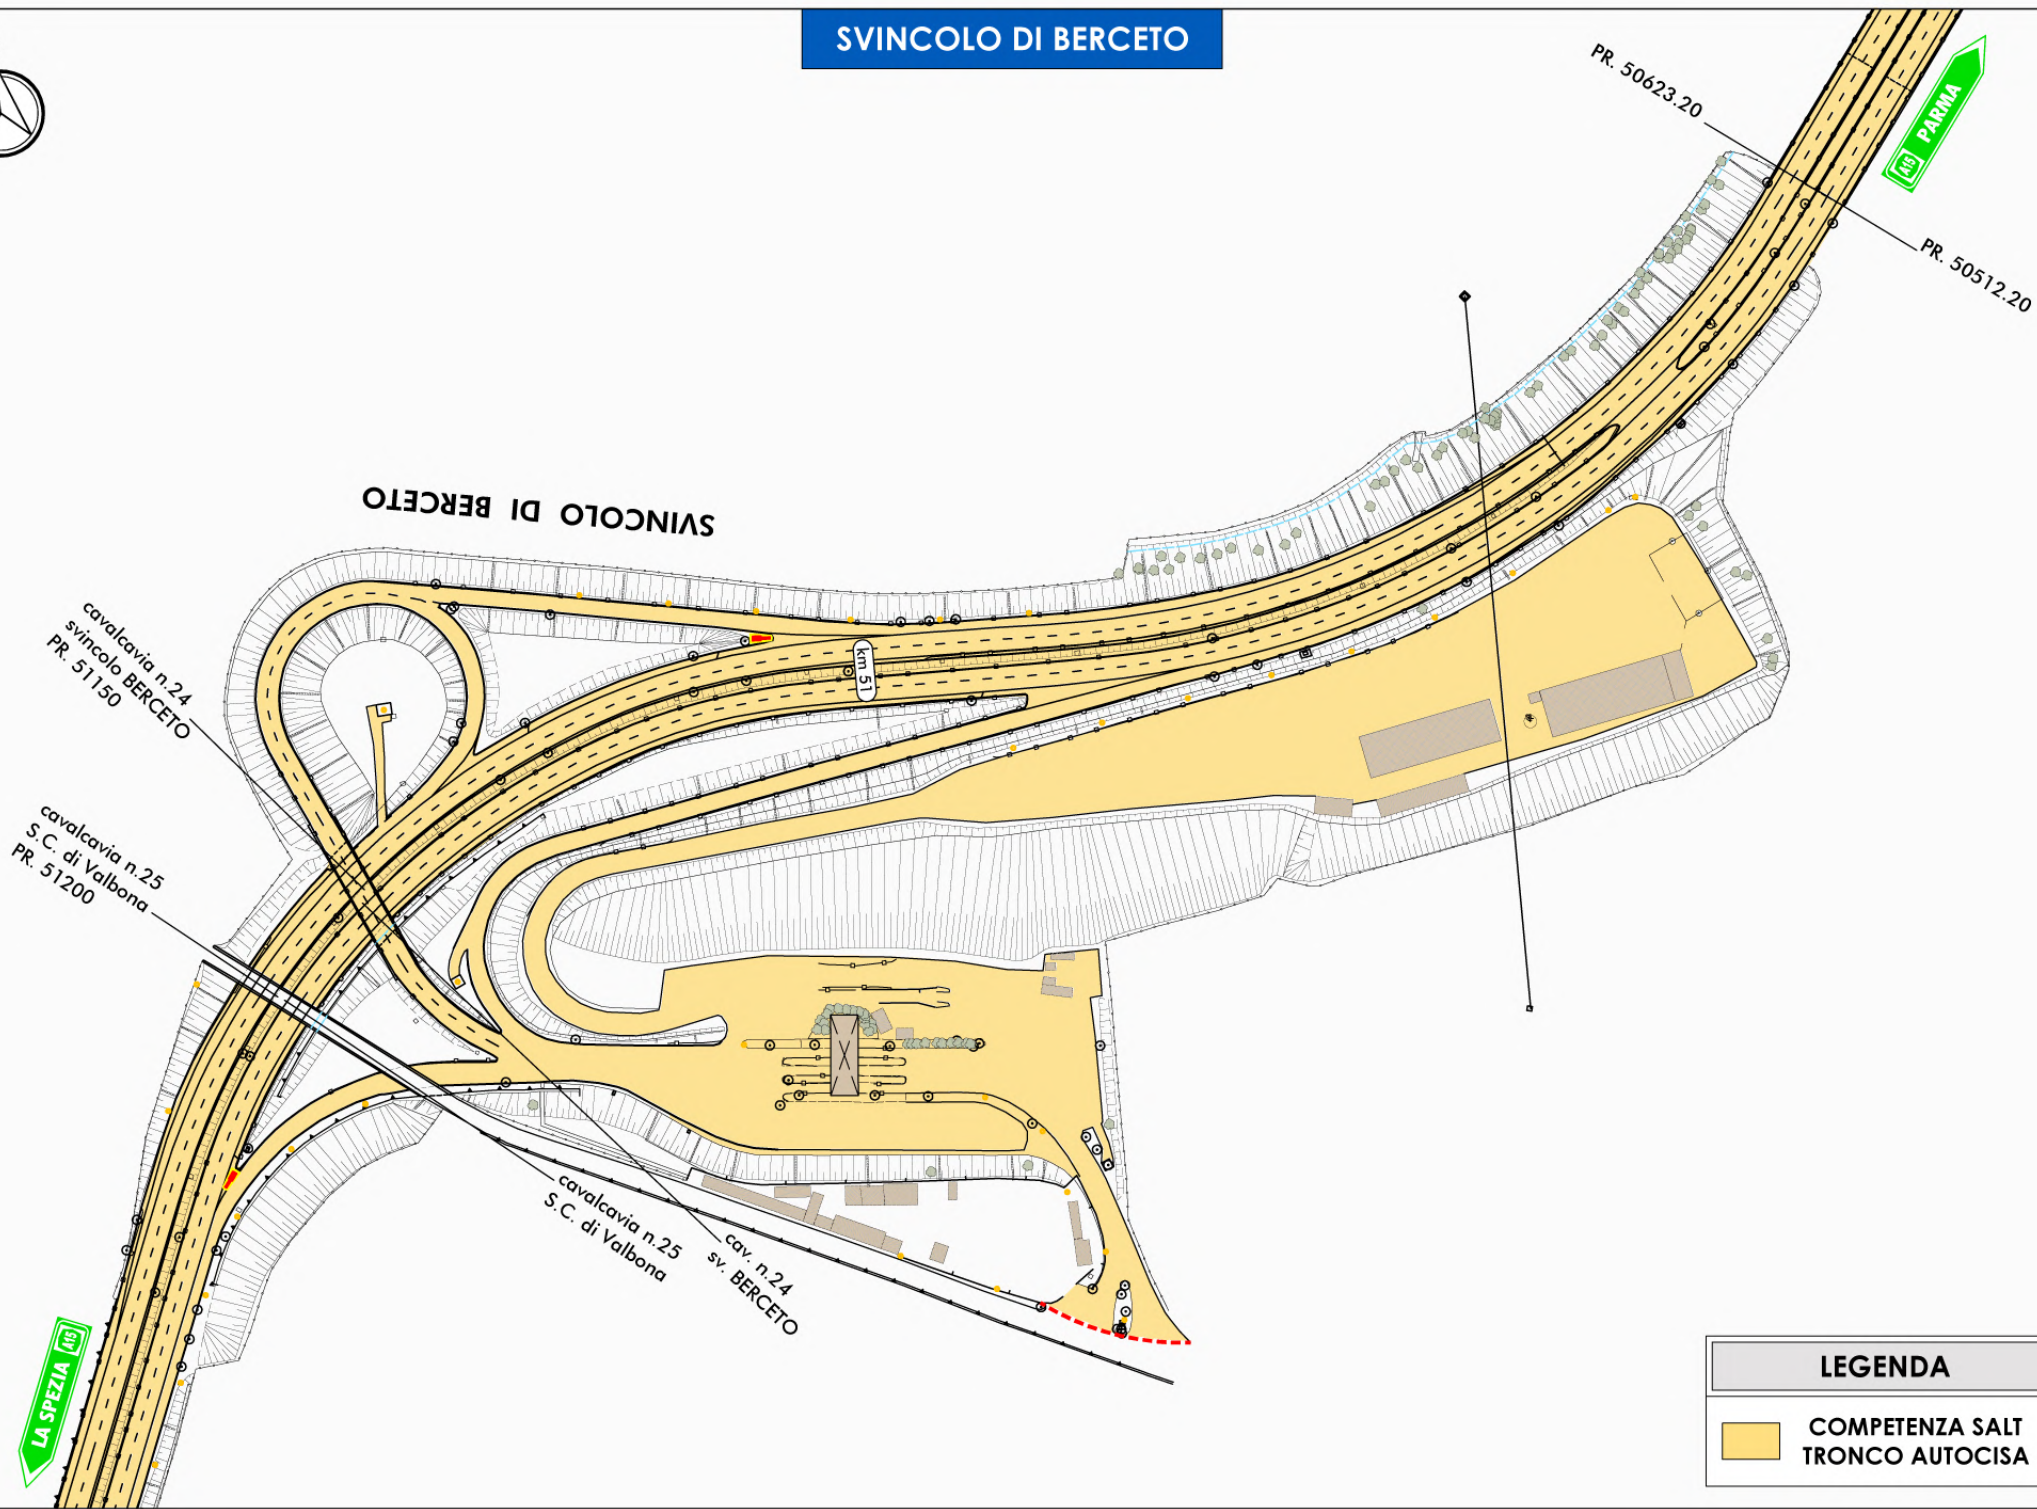 SVINCOLO DI BERCETO
PR. 50623.20
A15 PARMA
PR. 50512.20
SVINCOLO DI BERCETO
cavalcavia n.24
svincolo BERCETO
PR. 51150
km 51
cavalcavia n.25
S.C. di Valbona
PR. 51200
cavalcavia n.25
S.C. di Valbona
cav. n.24
sv. BERCETO
LA SPEZIA A15
LEGENDA
COMPETENZA SALT
TRONCO AUTOCISA